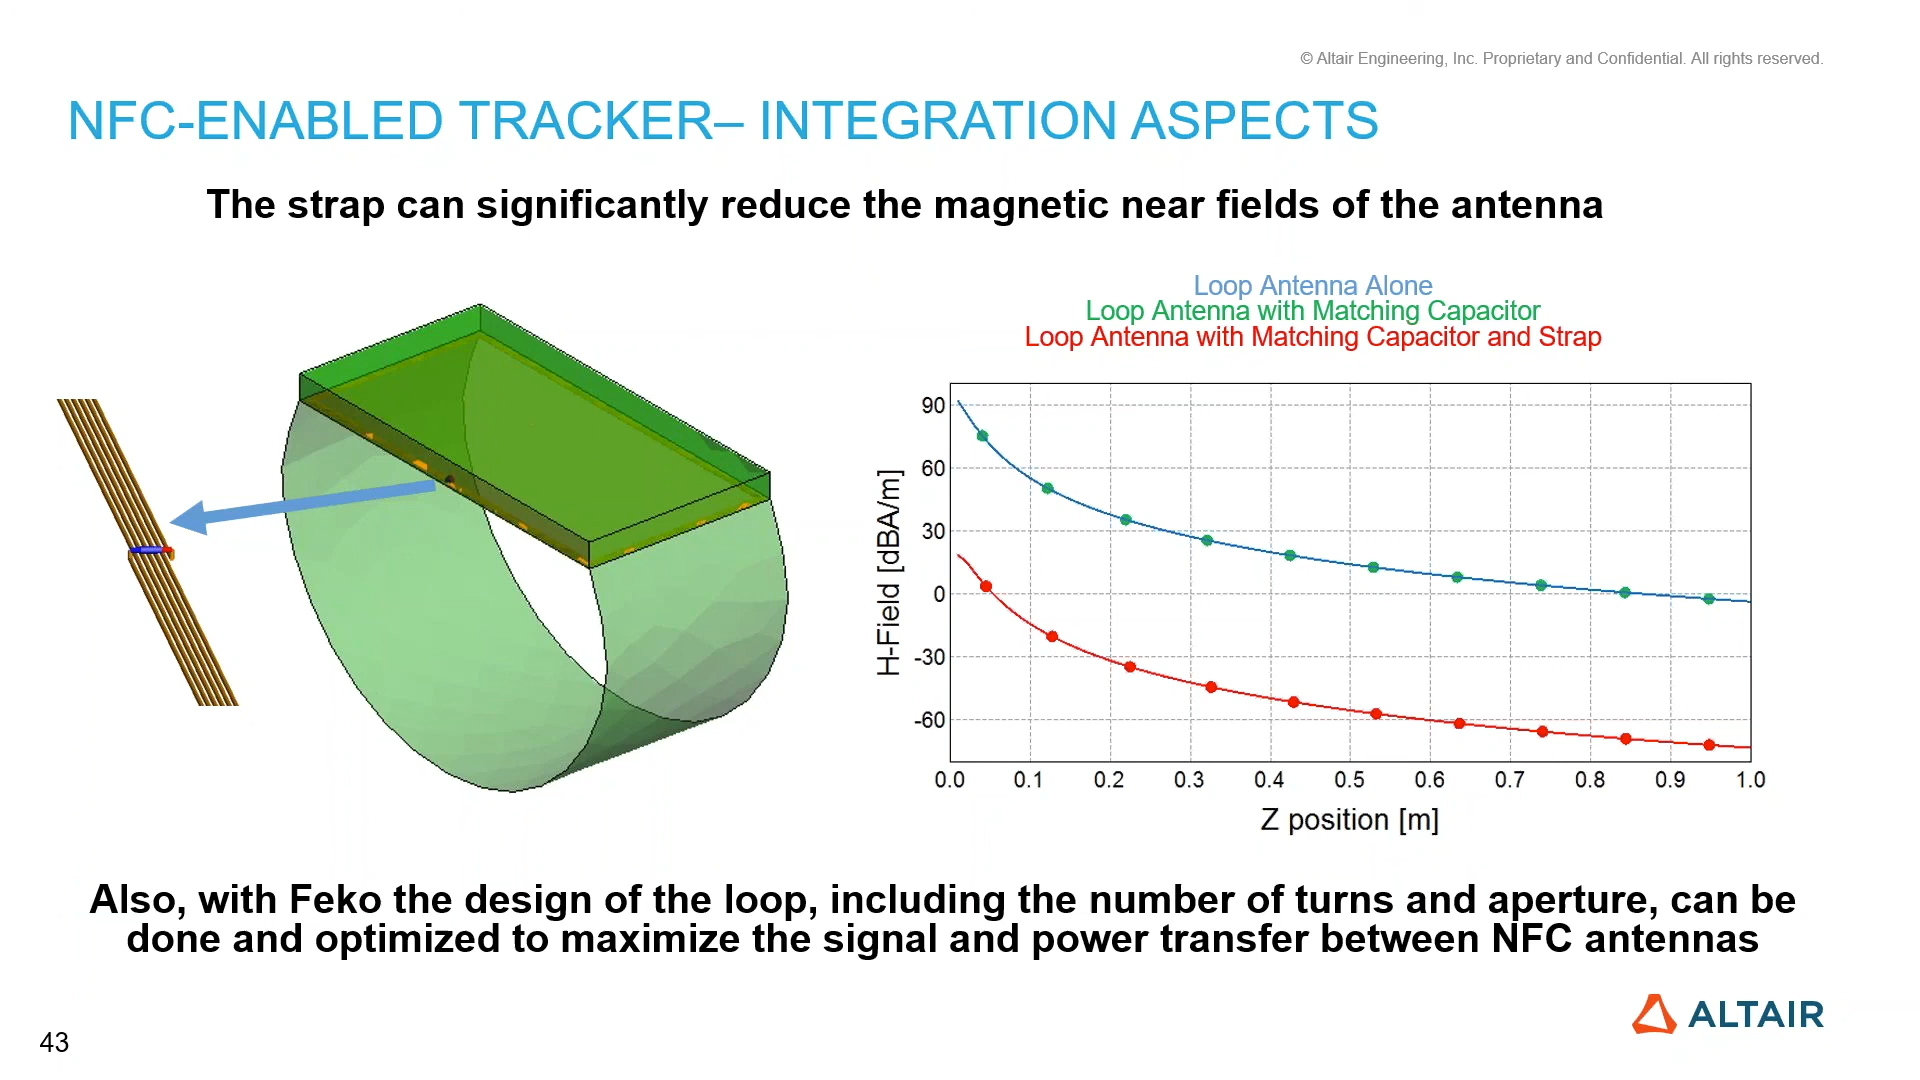 © Altair Engineering, Inc. Proprietary and Confidential. All rights reserved.
NFC-ENABLED TRACKER– INTEGRATION ASPECTS
The strap can significantly reduce the magnetic near fields of the antenna
Loop Antenna Alone
Loop Antenna with Matching Capacitor
Loop Antenna with Matching Capacitor and Strap
90
60
30
0
-30
-60
H-Field [dBA/m]
0.0 0.1 0.2 0.3 0.4 0.5 0.6 0.7 0.8 0.9 1.0
Z position [m]
Also, with Feko the design of the loop, including the number of turns and aperture, can be
done and optimized to maximize the signal and power transfer between NFC antennas
ALTAIR
43